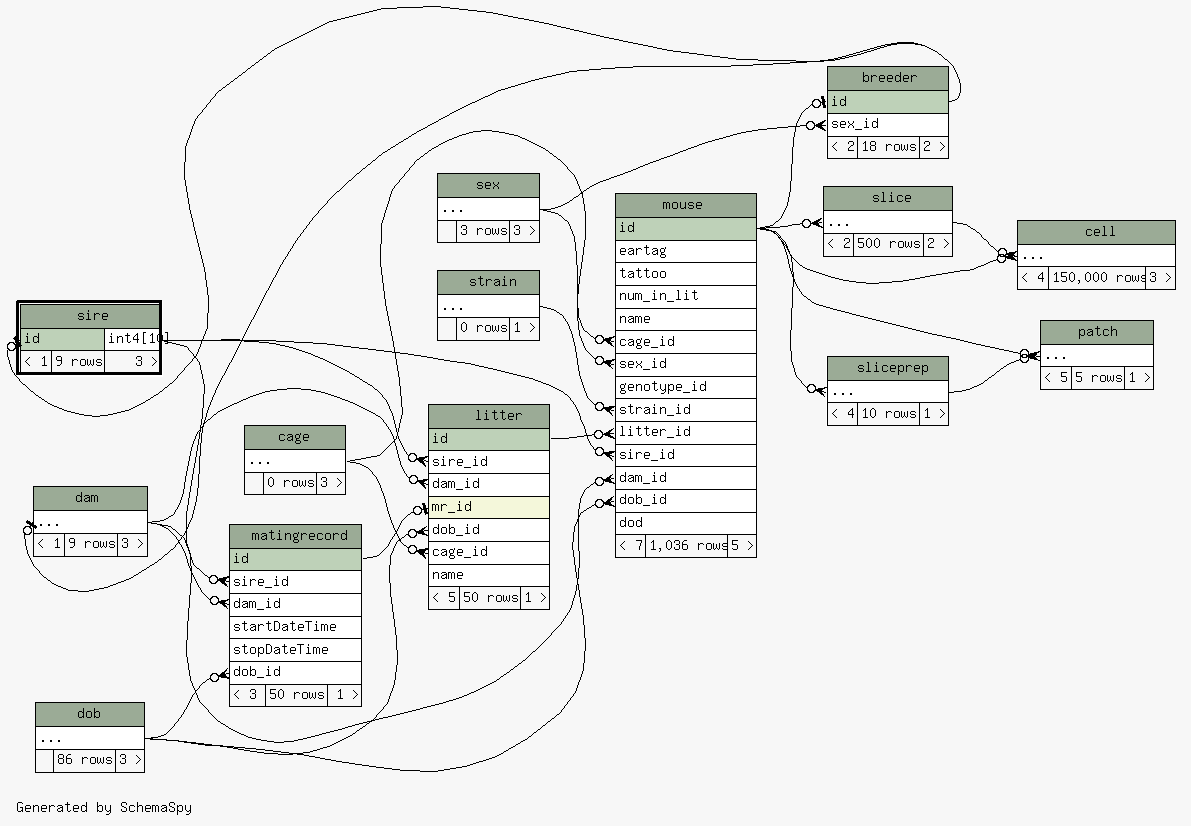 breeder
id
sex_id
< 2 18 rows 2 >
sex
...
3 rows 3 >
mouse
id
eartag
tattoo
num_in_lit
name
cage_id
sex_id
genotype_id
strain_id
litter_id
sire_id
dam_id
dob_id
dod
< 7 1,036 rows 5 >
slice
...
< 2 500 rows 2 >
cell
...
< 4 150,000 rows 3 >
strain
...
0 rows 1 >
sire
id int4[10]
< 1 9 rows 3 >
patch
...
< 5 5 rows 1 >
sliceprep
...
< 4 10 rows 1 >
litter
id
sire_id
dam_id
mr_id
dob_id
cage_id
name
< 5 50 rows 1 >
cage
...
0 rows 3 >
dam
...
< 1 9 rows 3 >
matingrecord
id
sire_id
dam_id
startDateTime
stopDateTime
dob_id
< 3 50 rows 1 >
dob
...
86 rows 3 >
Generated by SchemaSpy